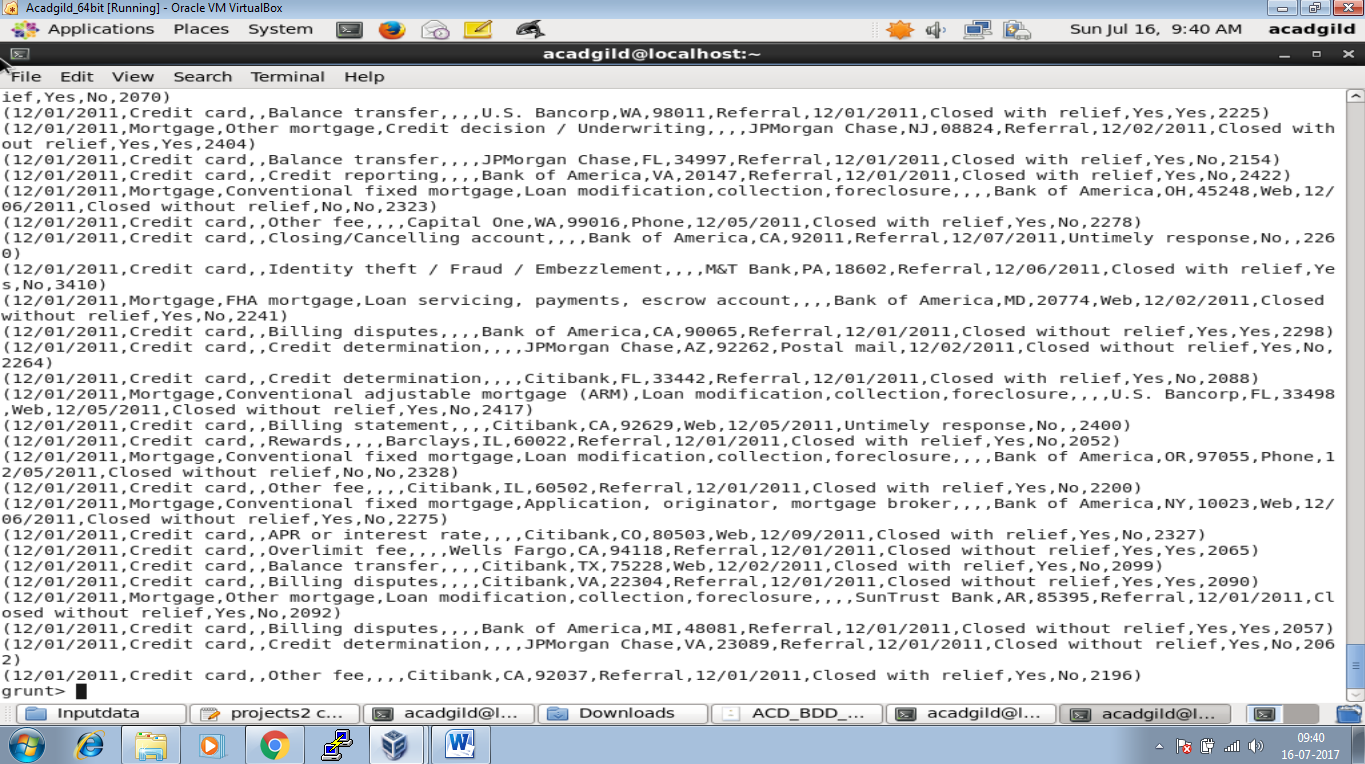 Acadgild_64bit [Running] - Oracle VM VirtualBox
Applications Places System Sun Jul 16, 9:40 AM acadgild
acadgild@localhost:~
File Edit View Search Terminal Help
ief,Yes,No,2070)
(12/01/2011,Credit card,,Balance transfer,,,,U.S. Bancorp,WA,98011,Referral,12/01/2011,Closed with relief,Yes,Yes,2225)
(12/01/2011,Mortgage,Other mortgage,Credit decision / Underwriting,,,,JPMorgan Chase,NJ,08824,Referral,12/02/2011,Closed with
out relief,Yes,Yes,2404)
(12/01/2011,Credit card,,Balance transfer,,,,JPMorgan Chase,FL,34997,Referral,12/01/2011,Closed with relief,Yes,No,2154)
(12/01/2011,Credit card,,Credit reporting,,,,Bank of America,VA,20147,Referral,12/01/2011,Closed with relief,Yes,No,2422)
(12/01/2011,Mortgage,Conventional fixed mortgage,Loan modification,collection,foreclosure,,,,Bank of America,OH,45248,Web,12/
06/2011,Closed without relief,No,No,2323)
(12/01/2011,Credit card,,Other fee,,,,Capital One,WA,99016,Phone,12/05/2011,Closed with relief,Yes,No,2278)
(12/01/2011,Credit card,,Closing/Cancelling account,,,,Bank of America,CA,92011,Referral,12/07/2011,Untimely response,No,,226
0)
(12/01/2011,Credit card,,Identity theft / Fraud / Embezzlement,,,,M&T Bank,PA,18602,Referral,12/06/2011,Closed with relief,Ye
s,No,3410)
(12/01/2011,Mortgage,FHA mortgage,Loan servicing, payments, escrow account,,,,Bank of America,MD,20774,Web,12/02/2011,Closed
without relief,Yes,No,2241)
(12/01/2011,Credit card,,Billing disputes,,,,Bank of America,CA,90065,Referral,12/01/2011,Closed without relief,Yes,Yes,2298)
(12/01/2011,Credit card,,Credit determination,,,,JPMorgan Chase,AZ,92262,Postal mail,12/02/2011,Closed without relief,Yes,No,
2264)
(12/01/2011,Credit card,,Credit determination,,,,Citibank,FL,33442,Referral,12/01/2011,Closed with relief,Yes,No,2088)
(12/01/2011,Mortgage,Conventional adjustable mortgage (ARM),Loan modification,collection,foreclosure,,,,U.S. Bancorp,FL,33498
,Web,12/05/2011,Closed without relief,Yes,No,2417)
(12/01/2011,Credit card,,Billing statement,,,,Citibank,CA,92629,Web,12/05/2011,Untimely response,No,,2400)
(12/01/2011,Credit card,,Rewards,,,,Barclays,IL,60022,Referral,12/01/2011,Closed with relief,Yes,No,2052)
(12/01/2011,Mortgage,Conventional fixed mortgage,Loan modification,collection,foreclosure,,,,Bank of America,OR,97055,Phone,1
2/05/2011,Closed without relief,No,No,2328)
(12/01/2011,Credit card,,Other fee,,,,Citibank,IL,60502,Referral,12/01/2011,Closed with relief,Yes,No,2200)
(12/01/2011,Mortgage,Conventional fixed mortgage,Application, originator, mortgage broker,,,,Bank of America,NY,10023,Web,12/
06/2011,Closed without relief,Yes,No,2275)
(12/01/2011,Credit card,,APR or interest rate,,,,Citibank,CO,80503,Web,12/09/2011,Closed with relief,Yes,No,2327)
(12/01/2011,Credit card,,Overlimit fee,,,,Wells Fargo,CA,94118,Referral,12/01/2011,Closed without relief,Yes,Yes,2065)
(12/01/2011,Credit card,,Balance transfer,,,,Citibank,TX,75228,Web,12/02/2011,Closed with relief,Yes,No,2099)
(12/01/2011,Credit card,,Billing disputes,,,,Citibank,VA,22304,Referral,12/01/2011,Closed without relief,Yes,Yes,2090)
(12/01/2011,Mortgage,Other mortgage,Loan modification,collection,foreclosure,,,,SunTrust Bank,AR,85395,Referral,12/01/2011,Cl
osed without relief,Yes,No,2092)
(12/01/2011,Credit card,,Billing disputes,,,,Bank of America,MI,48081,Referral,12/01/2011,Closed without relief,Yes,Yes,2057)
(12/01/2011,Credit card,,Credit determination,,,,JPMorgan Chase,VA,23089,Referral,12/01/2011,Closed without relief,Yes,No,206
2)
(12/01/2011,Credit card,,Other fee,,,,Citibank,CA,92037,Referral,12/01/2011,Closed with relief,Yes,No,2196)
grunt>
Inputdata projects2 c... acadgild@l... Downloads ACD_BDD_... acadgild@l... acadgild@l...
09:40
16-07-2017